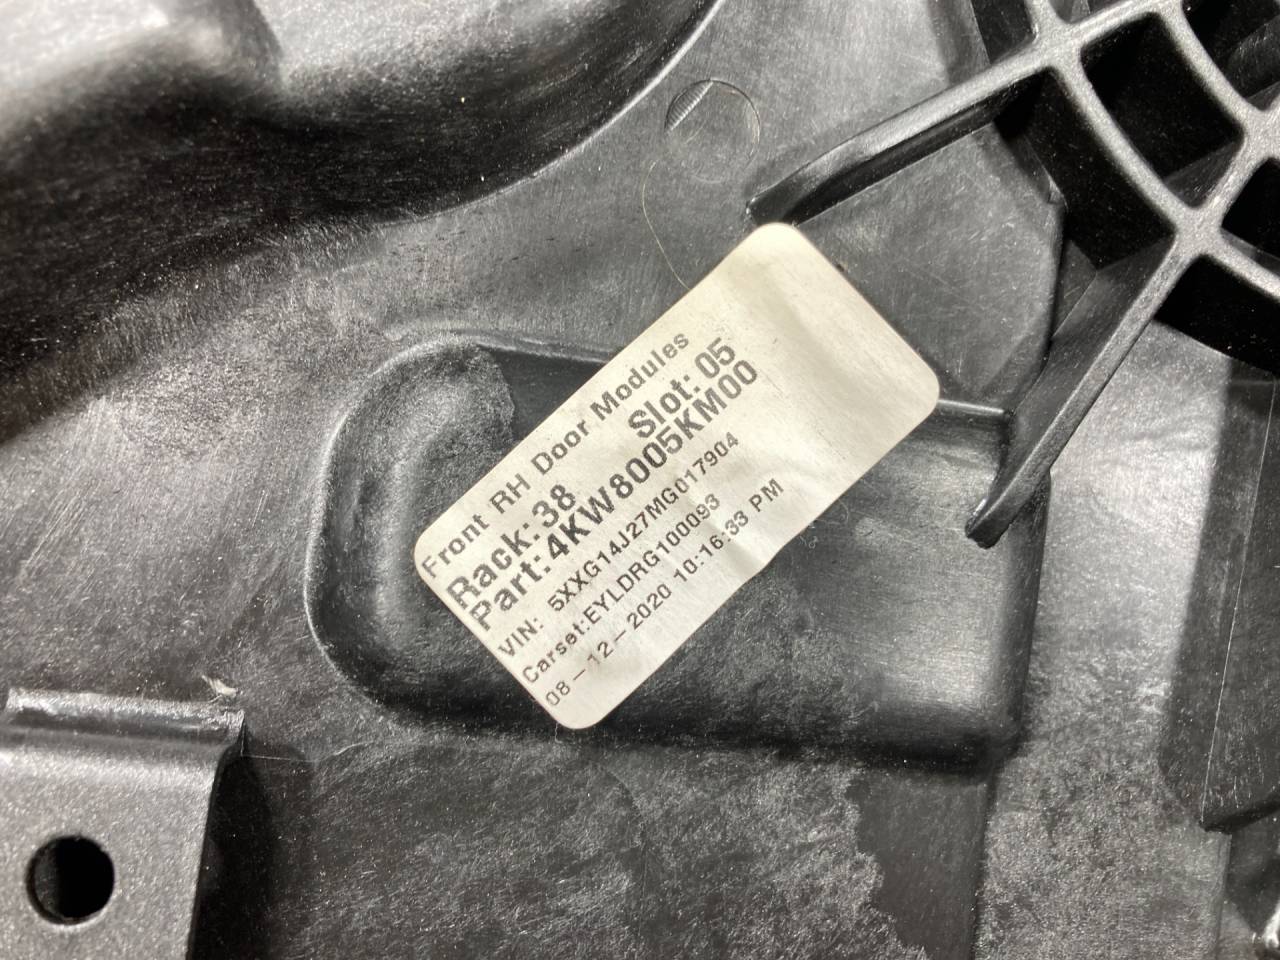 Front RH Door Modules
Rack: 38 Slot: 05
Part: 4KW8005KM00
VIN: 5XXG14J27MG017904
Carset:EYLDRG100093
08-12-2020 10:16:33 PM